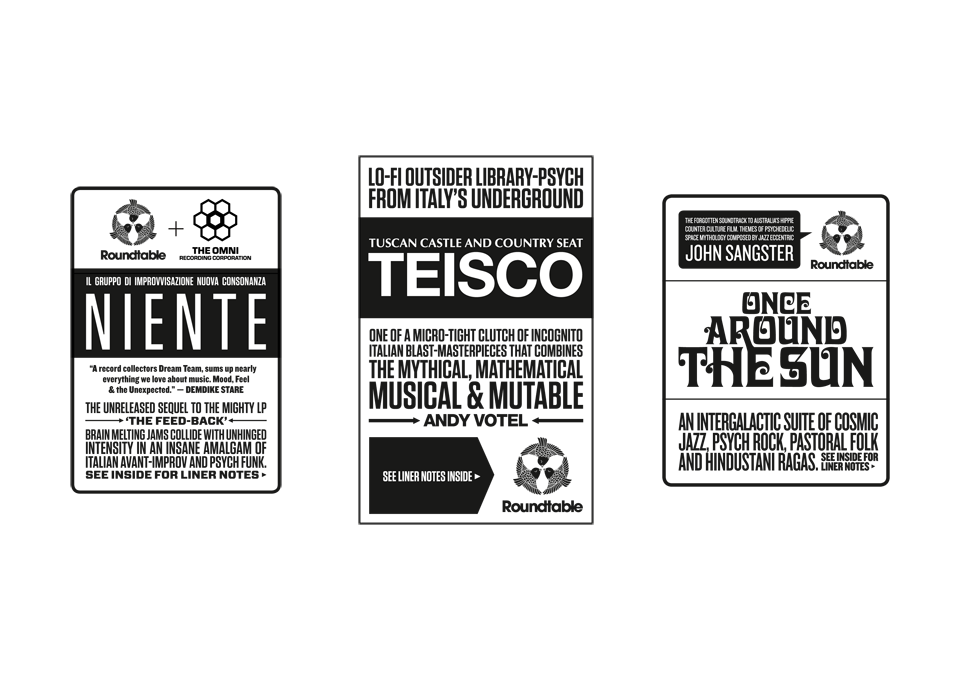 Roundtable
+
THE OMNI
RECORDING CORPORATION
IL GRUPPO DI IMPROVVISAZIONE NUOVA CONSONANZA
NIENTE
“A record collectors Dream Team, sums up nearly
everything we love about music. Mood, Feel
& the Unexpected.” — DEMDIKE STARE
THE UNRELEASED SEQUEL TO THE MIGHTY LP
‘THE FEED-BACK’
BRAIN MELTING JAMS COLLIDE WITH UNHINGED
INTENSITY IN AN INSANE AMALGAM OF
ITALIAN AVANT-IMPROV AND PSYCH FUNK.
SEE INSIDE FOR LINER NOTES
LO-FI OUTSIDER LIBRARY-PSYCH
FROM ITALY’S UNDERGROUND
TUSCAN CASTLE AND COUNTRY SEAT
TEISCO
ONE OF A MICRO-TIGHT CLUTCH OF INCOGNITO
ITALIAN BLAST-MASTERPIECES THAT COMBINES
THE MYTHICAL, MATHEMATICAL
MUSICAL & MUTABLE
ANDY VOTEL
SEE LINER NOTES INSIDE
Roundtable
THE FORGOTTEN SOUNDTRACK TO AUSTRALIA’S HIPPIE
COUNTER CULTURE FILM. THEMES OF PSYCHEDELIC
SPACE MYTHOLOGY COMPOSED BY JAZZ ECCENTRIC
JOHN SANGSTER
Roundtable
ONCE
AROUND
THE SUN
AN INTERGALACTIC SUITE OF COSMIC
JAZZ, PSYCH ROCK, PASTORAL FOLK
AND HINDUSTANI RAGAS. SEE INSIDE FOR
LINER NOTES